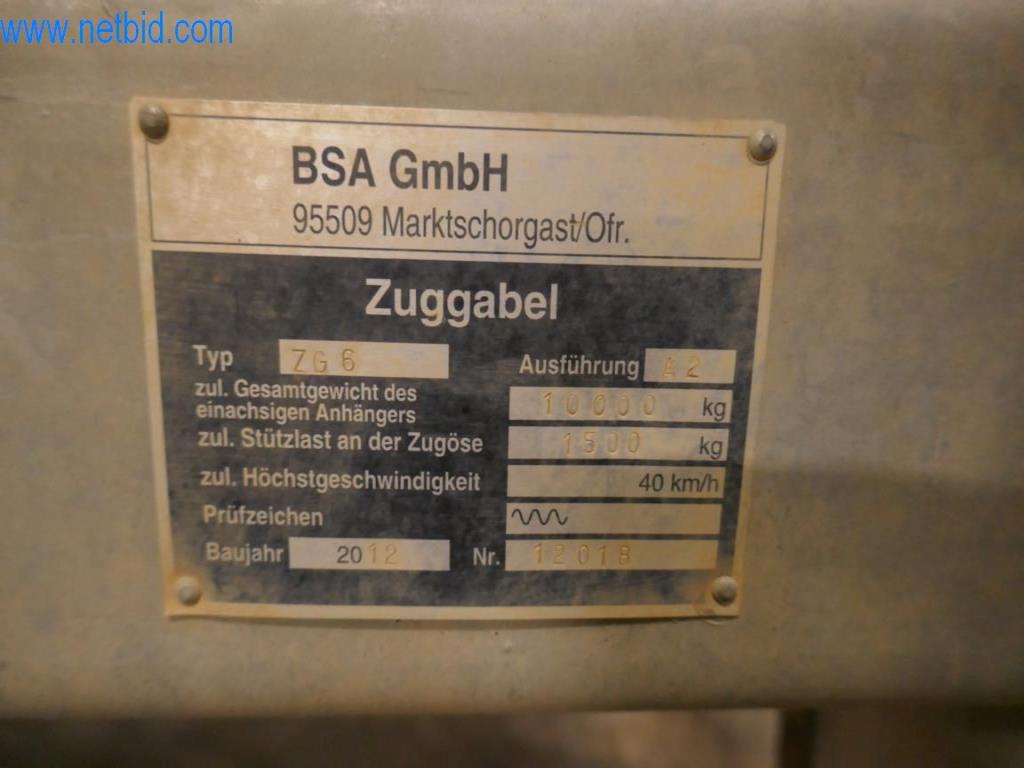 www.netbid.com
BSA GmbH
95509 Marktschorgast/Ofr.
Zuggabel
Typ ZG 6 Ausführung A 2
zul. Gesamtgewicht des
einachsigen Anhängers 10000 kg
zul. Stützlast an der Zugöse 1500 kg
zul. Höchstgeschwindigkeit 40 km/h
Prüfzeichen
Baujahr 2012 Nr. 12018